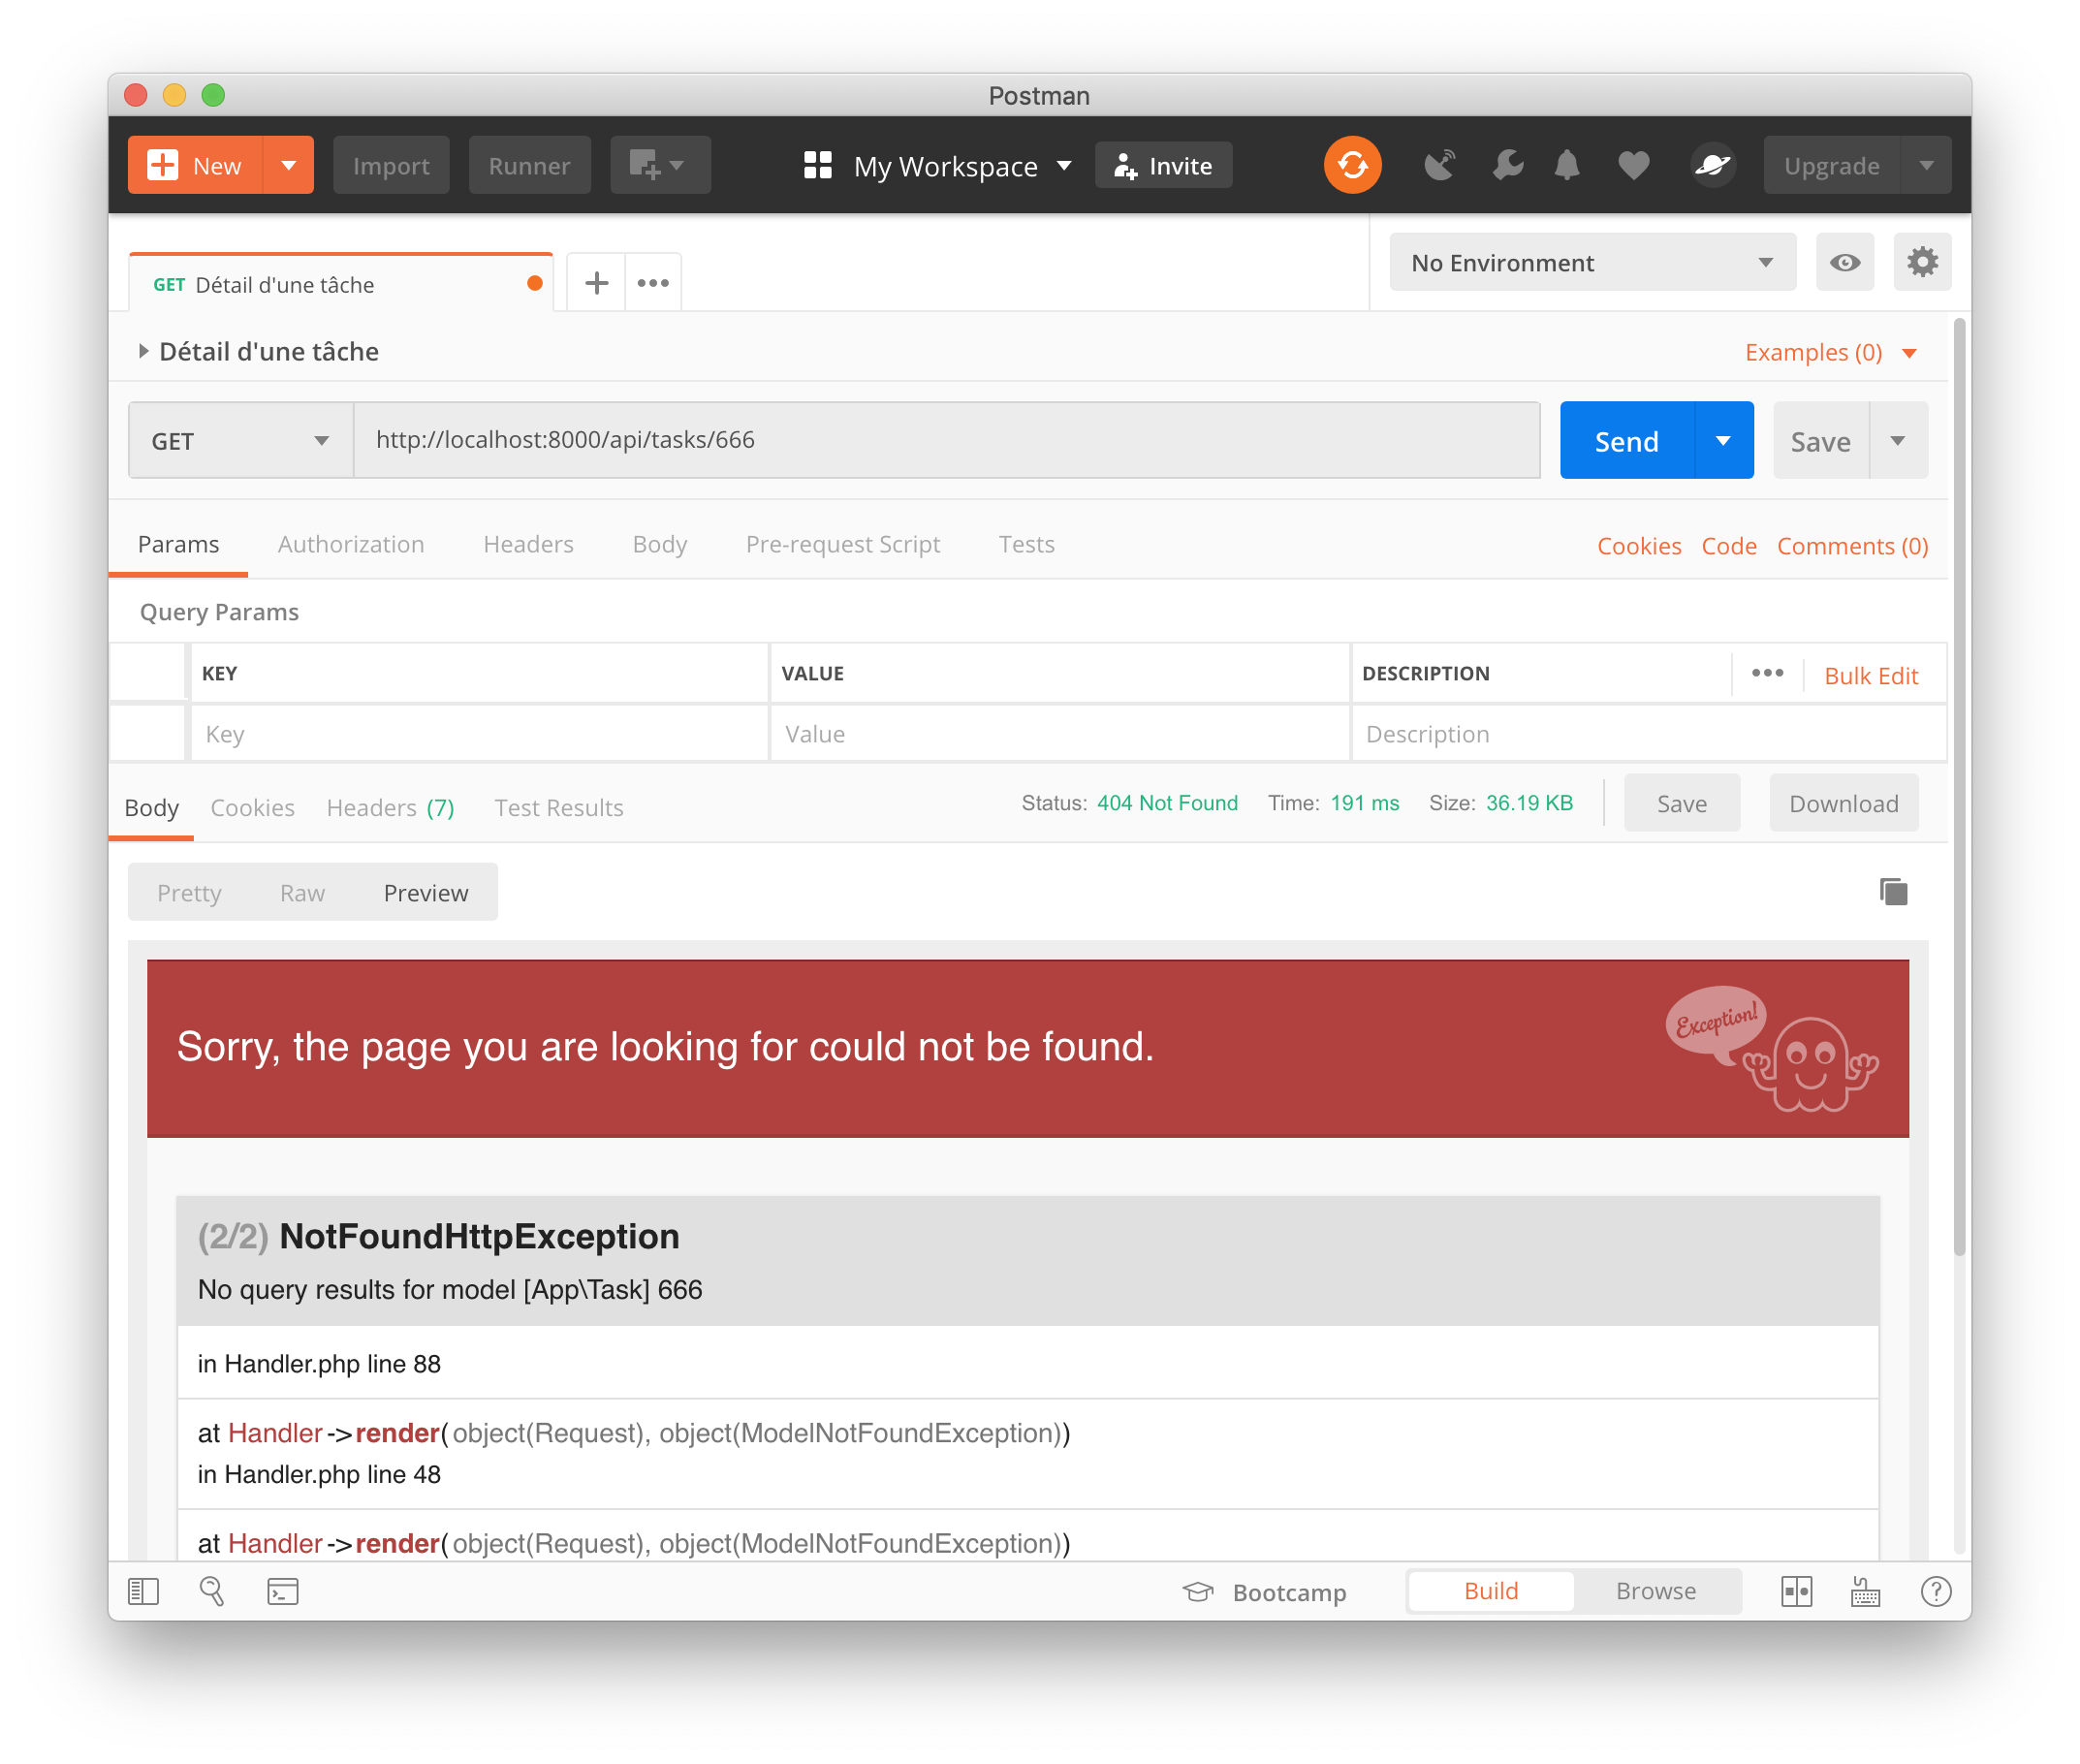 Postman
New Import Runner My Workspace Invite Upgrade
GET Détail d'une tâche No Environment
Détail d'une tâche Examples (0)
GET http://localhost:8000/api/tasks/666 Send Save
Params Authorization Headers Body Pre-request Script Tests Cookies Code Comments (0)
Query Params
KEY VALUE DESCRIPTION Bulk Edit
Key Value Description
Body Cookies Headers (7) Test Results Status: 404 Not Found Time: 191 ms Size: 36.19 KB Save Download
Pretty Raw Preview
Exception!
Sorry, the page you are looking for could not be found.
(2/2) NotFoundHttpException
No query results for model [App\Task] 666
in Handler.php line 88
at Handler->render(object(Request), object(ModelNotFoundException))
in Handler.php line 48
at Handler->render(object(Request), object(ModelNotFoundException))
Bootcamp Build Browse